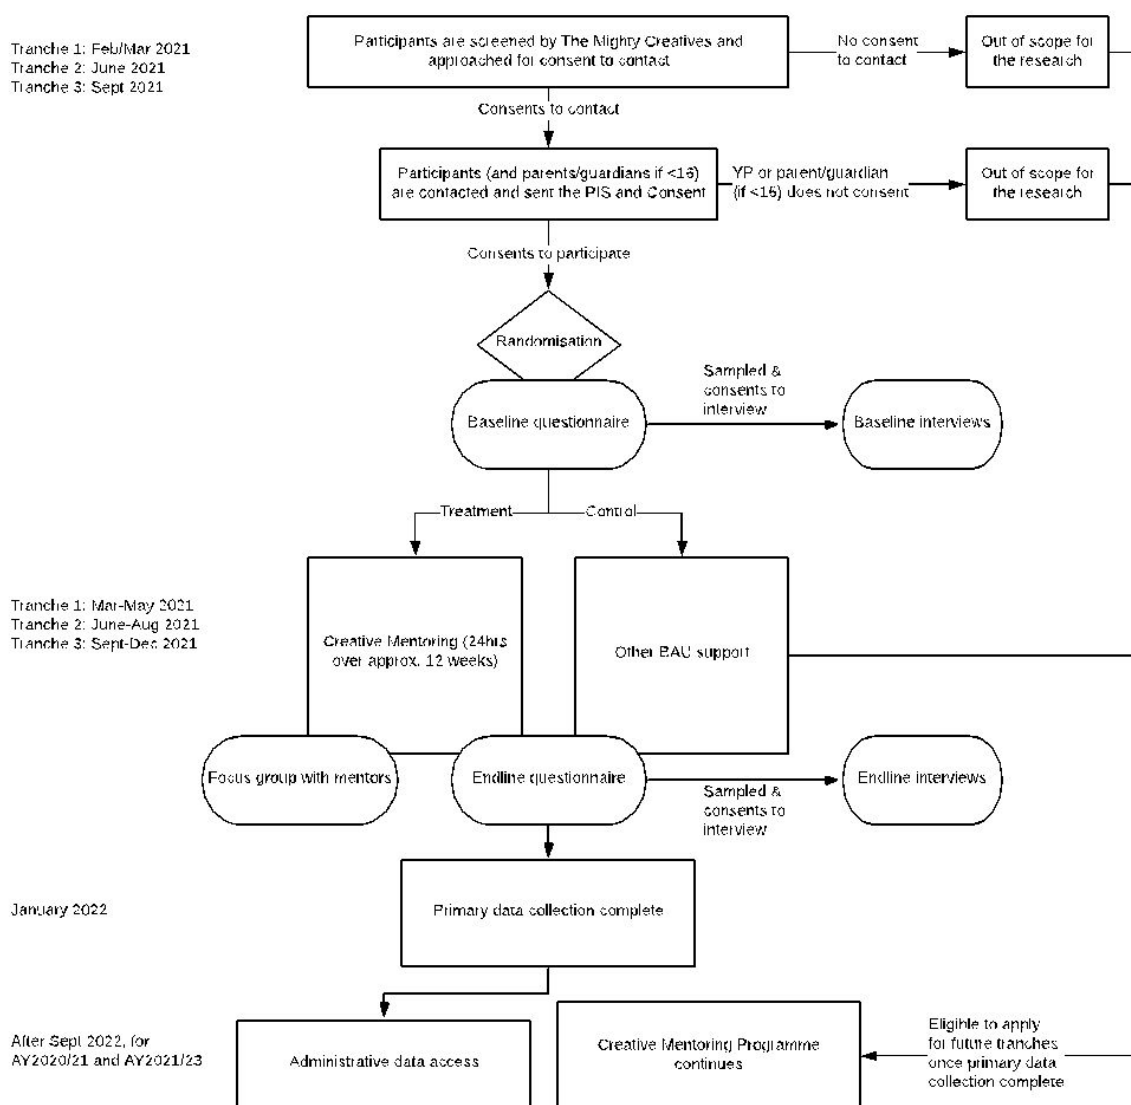 Tranche 1: Feb/Mar 2021
Tranche 2: June 2021
Tranche 3: Sept 2021
Participants are screened by The Mighty Creatives and
approached for consent to contact
No consent
to contact
Out of scope for
the research
Consents to contact
Participants (and parents/guardians if <16)
are contacted and sent the PIS and Consent
YP or parent/guardian
(if <16) does not consent
Out of scope for
the research
Consents to participate
Randomisation
Baseline questionnaire
Sampled &
consents to
interview
Baseline interviews
Treatment
Control
Tranche 1: Mar-May 2021
Tranche 2: June-Aug 2021
Tranche 3: Sept-Dec 2021
Creative Mentoring (24hrs
over approx. 12 weeks)
Other BAU support
Focus group with mentors
Endline questionnaire
Sampled &
consents to
interview
Endline interviews
January 2022
Primary data collection complete
After Sept 2022, for
AY2020/21 and AY2021/23
Administrative data access
Creative Mentoring Programme
continues
Eligible to apply
for future tranches
once primary data
collection complete